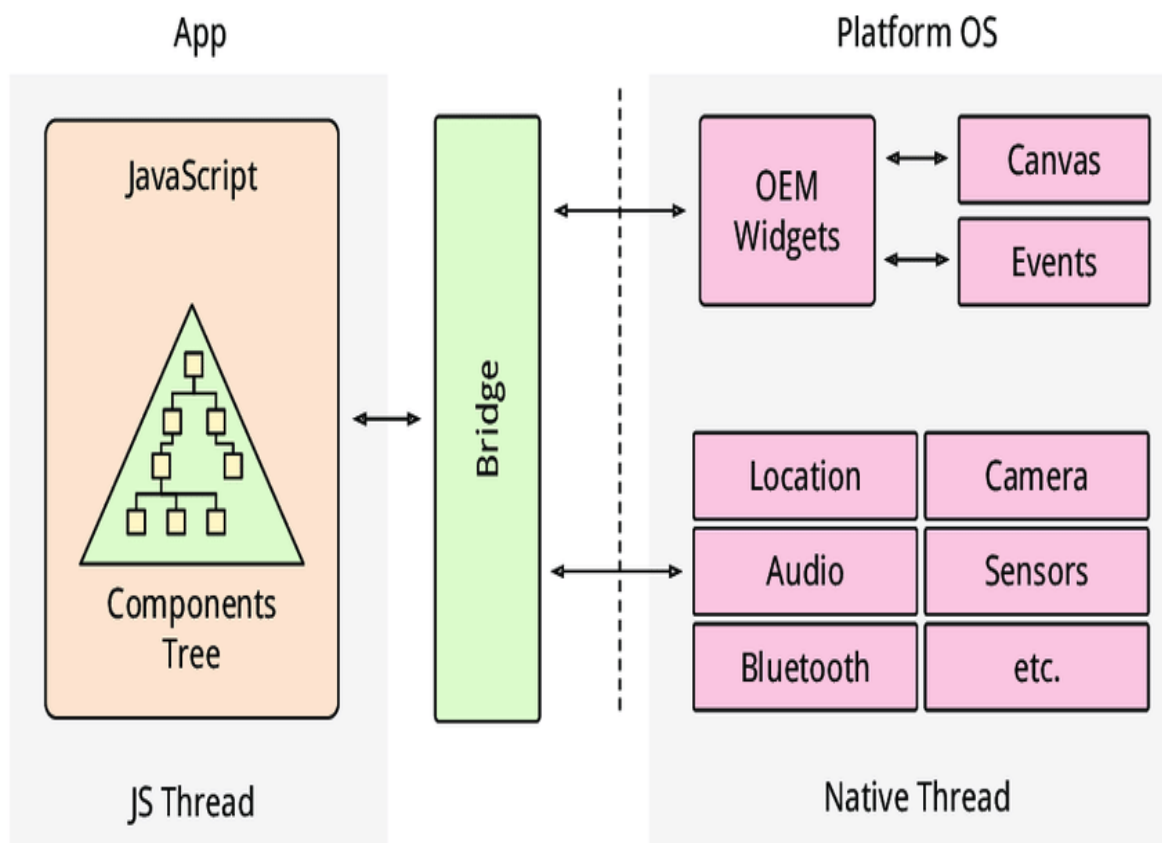 App
Platform OS
JavaScript
Components
Tree
JS Thread
Bridge
OEM
Widgets
Canvas
Events
Location
Camera
Audio
Sensors
Bluetooth
etc.
Native Thread